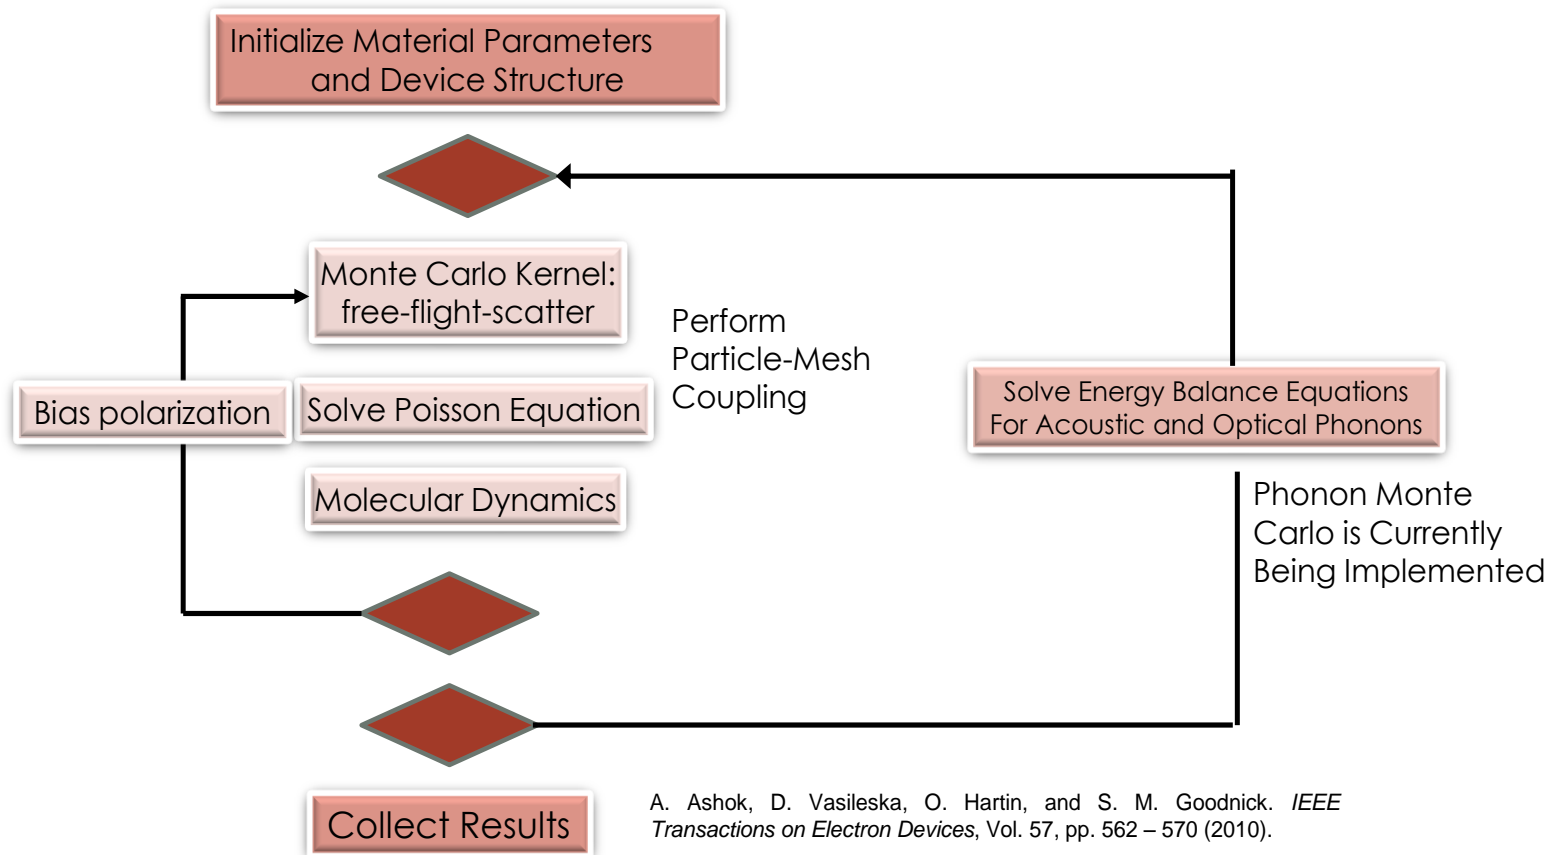 Initialize Material Parameters
and Device Structure
Monte Carlo Kernel:
free-flight-scatter
Perform
Particle-Mesh
Coupling
Bias polarization
Solve Poisson Equation
Molecular Dynamics
Solve Energy Balance Equations
For Acoustic and Optical Phonons
Phonon Monte
Carlo is Currently
Being Implemented
Collect Results
A. Ashok, D. Vasileska, O. Hartin, and S. M. Goodnick. IEEE
Transactions on Electron Devices, Vol. 57, pp. 562 – 570 (2010).